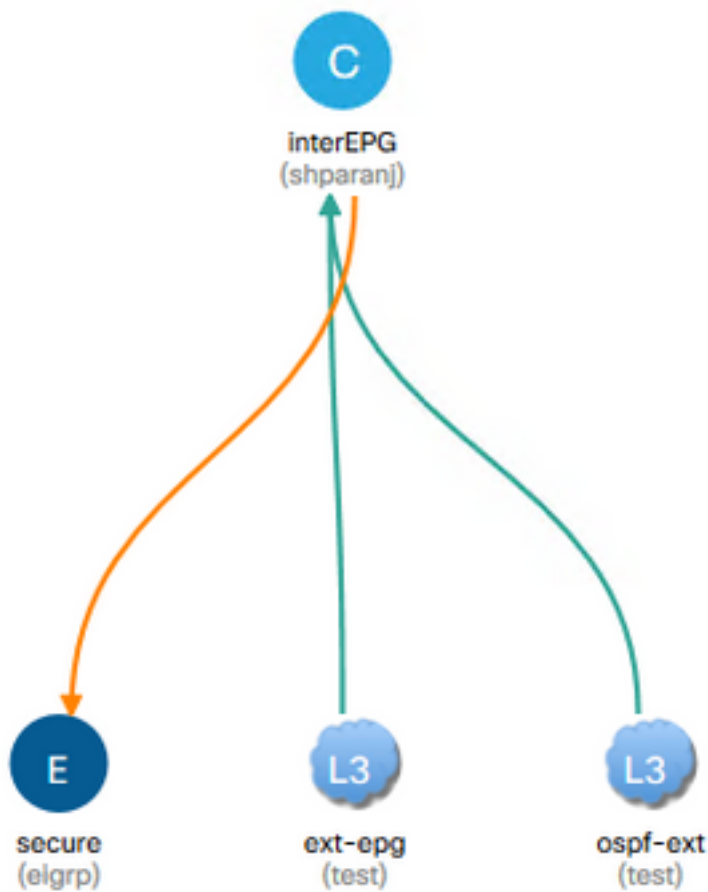 C
interEPG
(shparanj)
E
L3
L3
secure
ext-epg
ospf-ext
(eigrp)
(test)
(test)